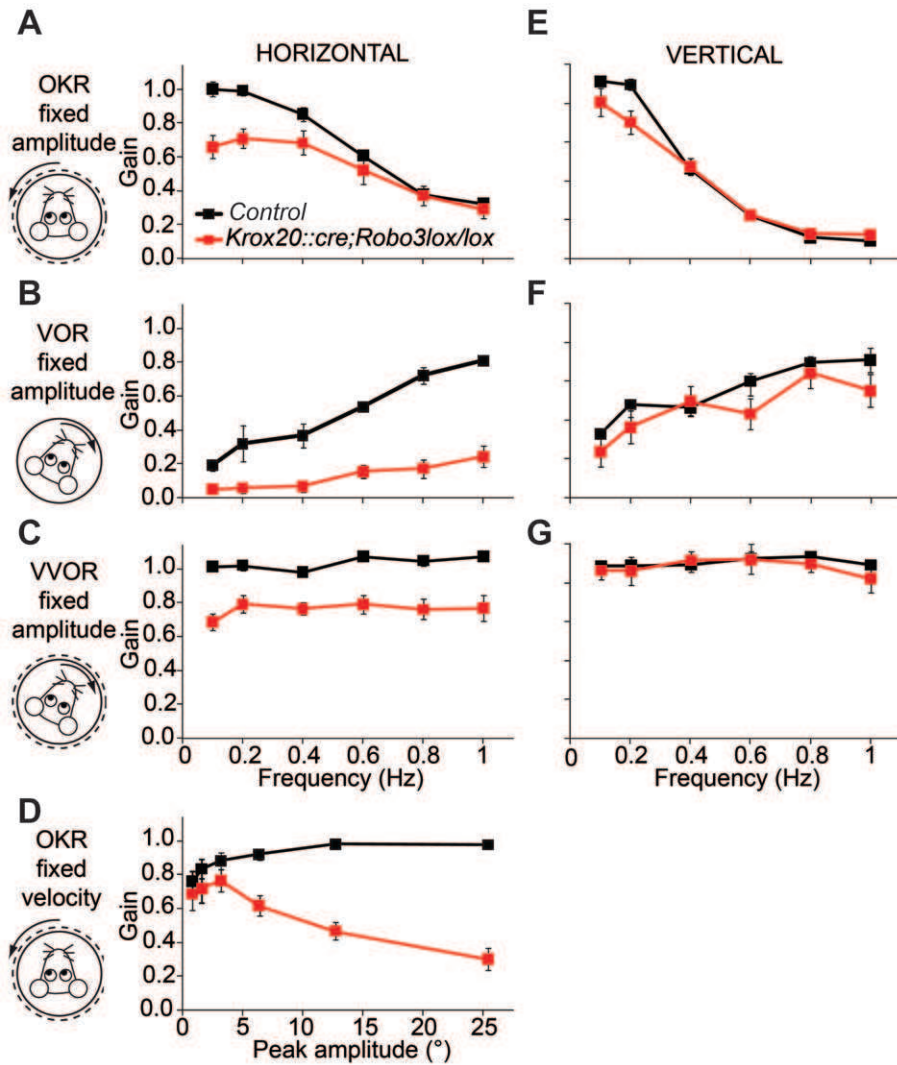 A
HORIZONTAL
E
VERTICAL
OKR
fixed
amplitude
Gain
1.0
0.8
0.6
0.4
0.2
0.0
Control
Krox20::cre;Robo3lox/lox
B
F
VOR
fixed
amplitude
Gain
1.0
0.8
0.6
0.4
0.2
0.0
C
G
VVOR
fixed
amplitude
Gain
1.0
0.8
0.6
0.4
0.2
0.0
0 0.2 0.4 0.6 0.8 1
Frequency (Hz)
0 0.2 0.4 0.6 0.8 1
Frequency (Hz)
D
OKR
fixed
velocity
Gain
1.0
0.8
0.6
0.4
0.2
0.0
0 5 10 15 20 25
Peak amplitude (°)